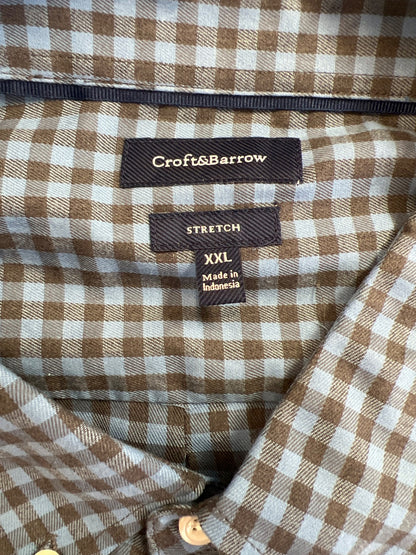 Croft&Barrow
STRETCH
XXL
Made in
Indonesia